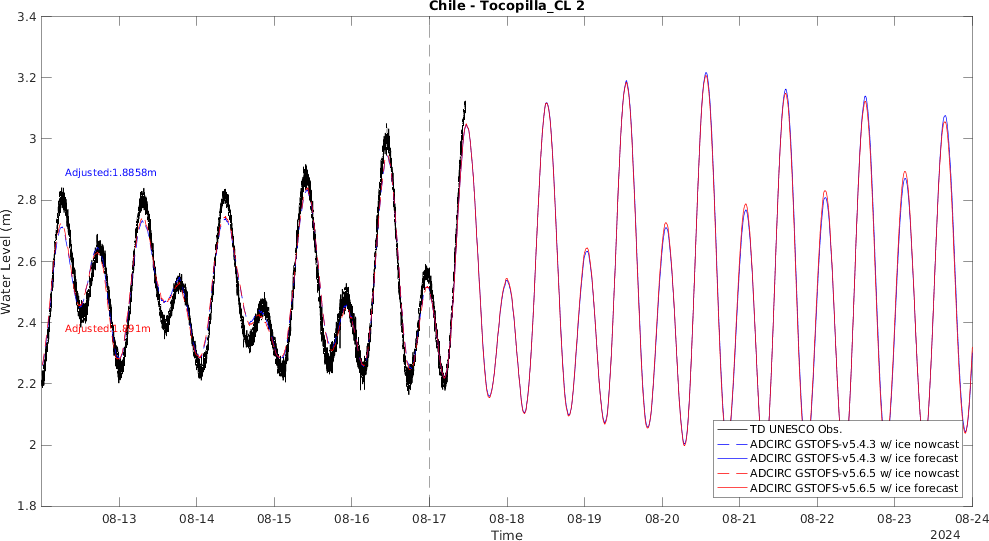 Chile - Tocopilla_CL 2
3.4
3.2
3
2.8
2.6
2.4
2.2
2
1.8
Water Level (m)
Adjusted:1.8858m
Adjusted:1.891m
TD UNESCO Obs.
ADCIRC GSTOFS-v5.4.3 w/ ice nowcast
ADCIRC GSTOFS-v5.4.3 w/ ice forecast
ADCIRC GSTOFS-v5.6.5 w/ ice nowcast
ADCIRC GSTOFS-v5.6.5 w/ ice forecast
08-13 08-14 08-15 08-16 08-17 08-18 08-19 08-20 08-21 08-22 08-23 08-24
Time
2024